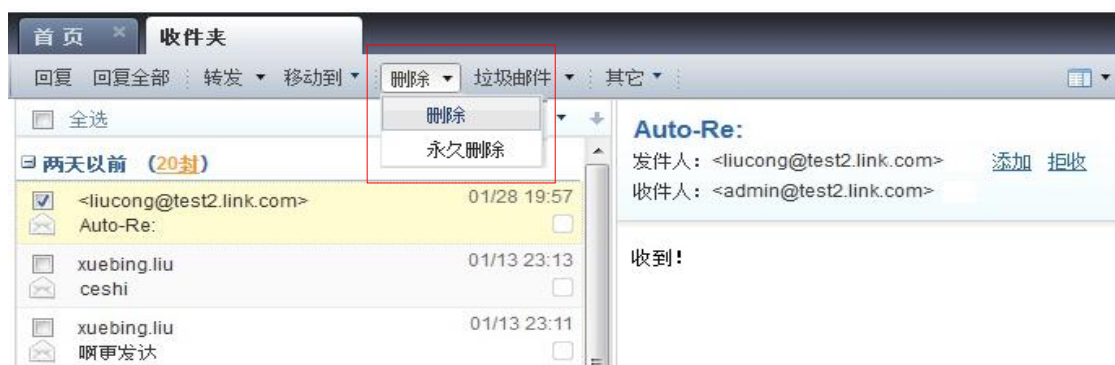 首页 收件夹
回复 回复全部 转发 移动到 删除 垃圾邮件 其它
删除
永久删除
全选
两天以前 (20封)
<liucong@test2.link.com> 01/28 19:57
Auto-Re:
xuebing.liu 01/13 23:13
ceshi
xuebing.liu 01/13 23:11
啊更发达
Auto-Re:
发件人: <liucong@test2.link.com> 添加 拒收
收件人: <admin@test2.link.com>
收到!